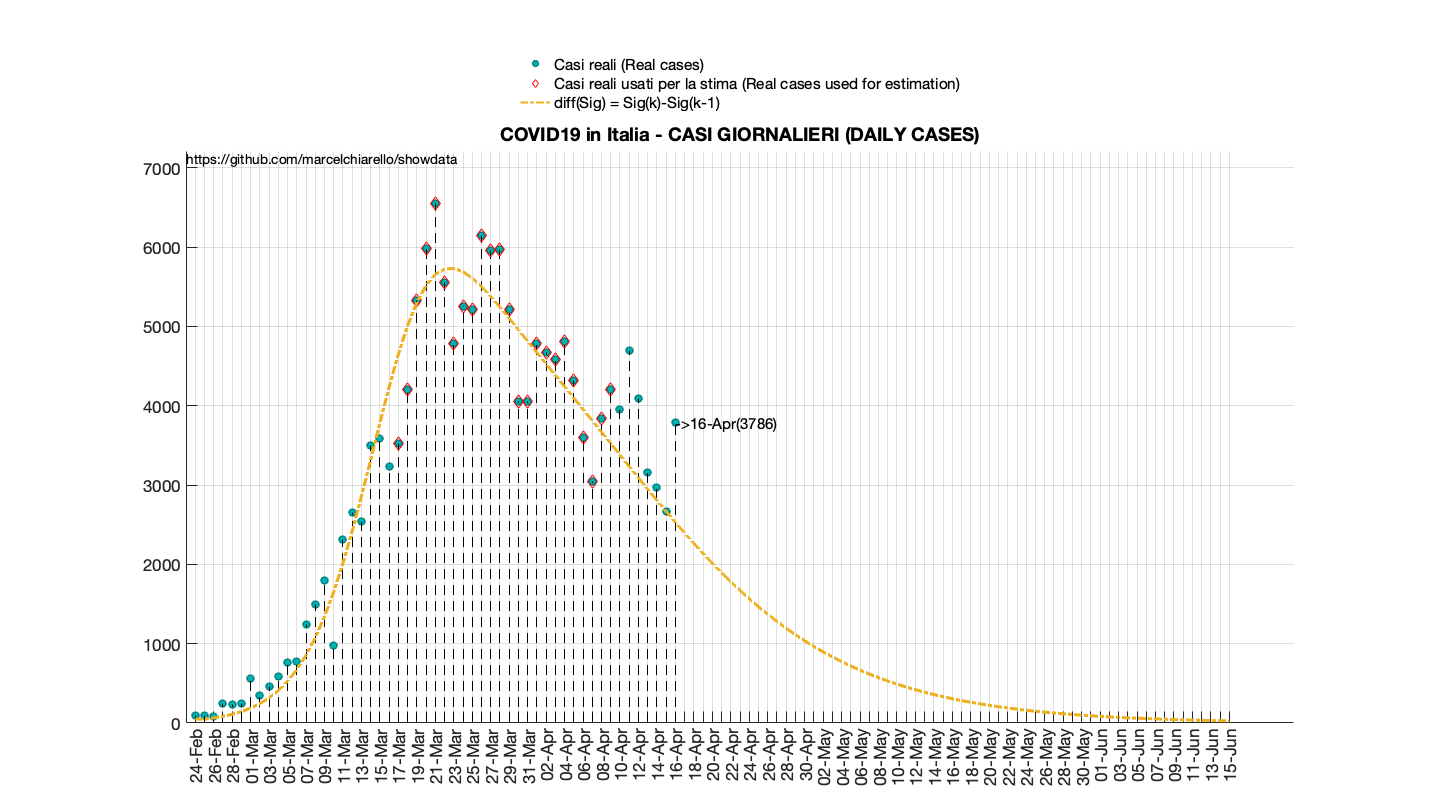 Casi reali (Real cases)
Casi reali usati per la stima (Real cases used for estimation)
diff(Sig) = Sig(k)-Sig(k-1)
COVID19 in Italia - CASI GIORNALIERI (DAILY CASES)
https://github.com/marcelchiarello/showdata
7000
6000
5000
4000
3000
2000
1000
0
->16-Apr(3786)
24-Feb
26-Feb
28-Feb
01-Mar
03-Mar
05-Mar
07-Mar
09-Mar
11-Mar
13-Mar
15-Mar
17-Mar
19-Mar
21-Mar
23-Mar
25-Mar
27-Mar
29-Mar
31-Mar
02-Apr
04-Apr
06-Apr
08-Apr
10-Apr
12-Apr
14-Apr
16-Apr
18-Apr
20-Apr
22-Apr
24-Apr
26-Apr
28-Apr
30-Apr
02-May
04-May
06-May
08-May
10-May
12-May
14-May
16-May
18-May
20-May
22-May
24-May
26-May
28-May
30-May
01-Jun
03-Jun
05-Jun
07-Jun
09-Jun
11-Jun
13-Jun
15-Jun